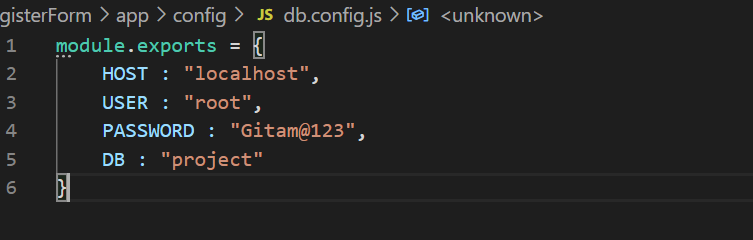 gisterForm > app > config > JS db.config.js > <unknown>
1 module.exports = {
2 HOST : "localhost",
3 USER : "root",
4 PASSWORD : "Gitam@123",
5 DB : "project"
6 }